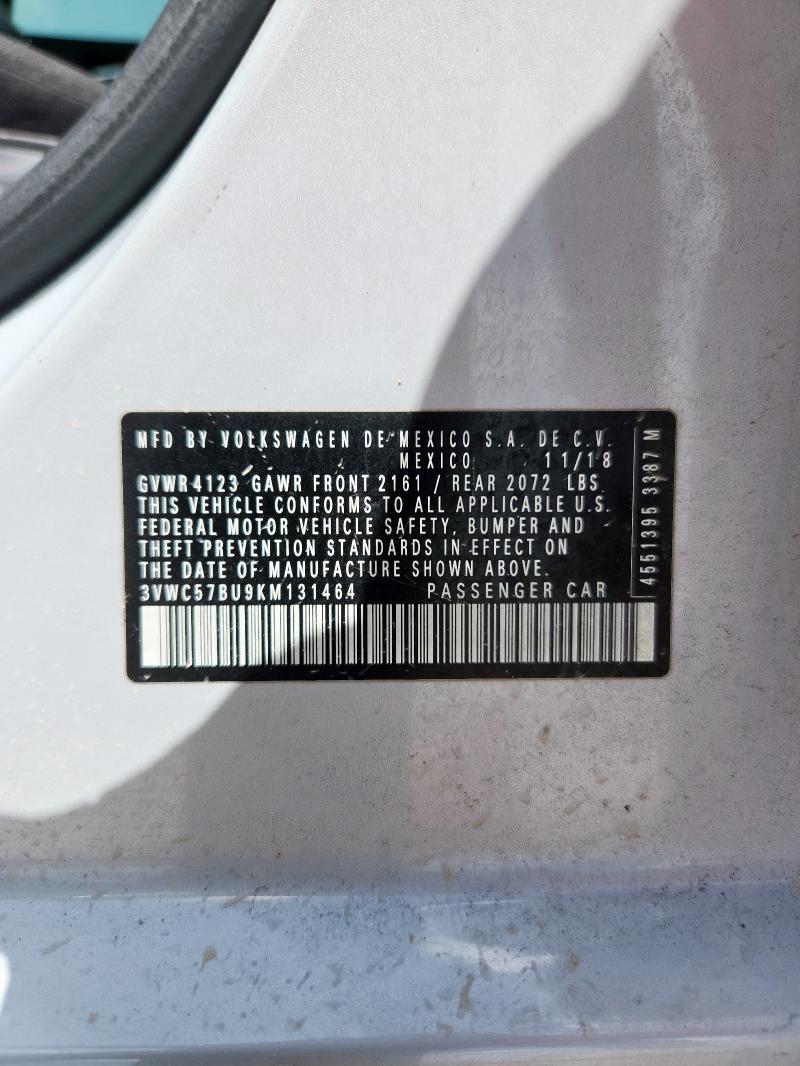 MFD BY VOLKSWAGEN DE MEXICO S.A. DE C.V.
MEXICO 11/18
GVWR 4123 GAWR FRONT 2161 / REAR 2072 LBS
THIS VEHICLE CONFORMS TO ALL APPLICABLE U.S.
FEDERAL MOTOR VEHICLE SAFETY, BUMPER AND
THEFT PREVENTION STANDARDS IN EFFECT ON
THE DATE OF MANUFACTURE SHOWN ABOVE.
3VWC57BU9KM131464 PASSENGER CAR
4551395 3387 M